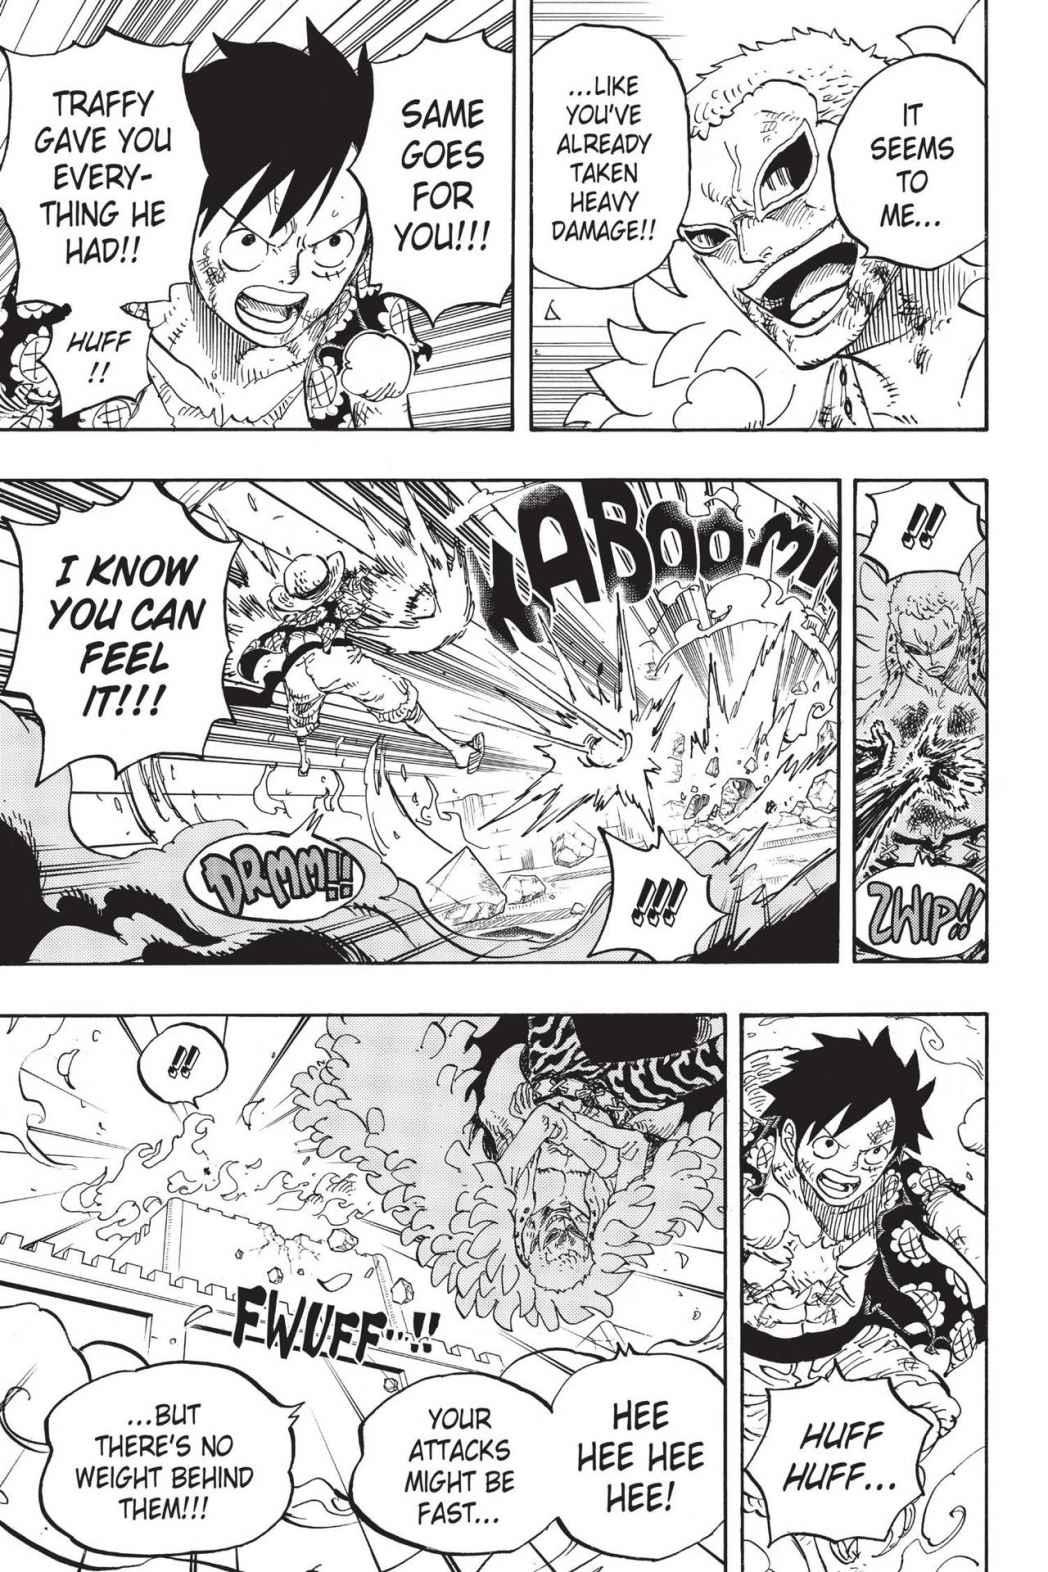 IT
SEEMS
TO
ME...
...LIKE
YOU'VE
ALREADY
TAKEN
HEAVY
DAMAGE!!
SAME
GOES
FOR
YOU!!!
TRAFFY
GAVE YOU
EVERY-
THING HE
HAD!!
HUFF
!!
!!
ZWIP!!
KABOOM!!
!!!
I KNOW
YOU CAN
FEEL
IT!!!
DRMM!!
HUFF
HUFF...
!!
FWUFF...!!
HEE
HEE HEE
HEE!
YOUR
ATTACKS
MIGHT BE
FAST...
...BUT
THERE'S NO
WEIGHT BEHIND
THEM!!!